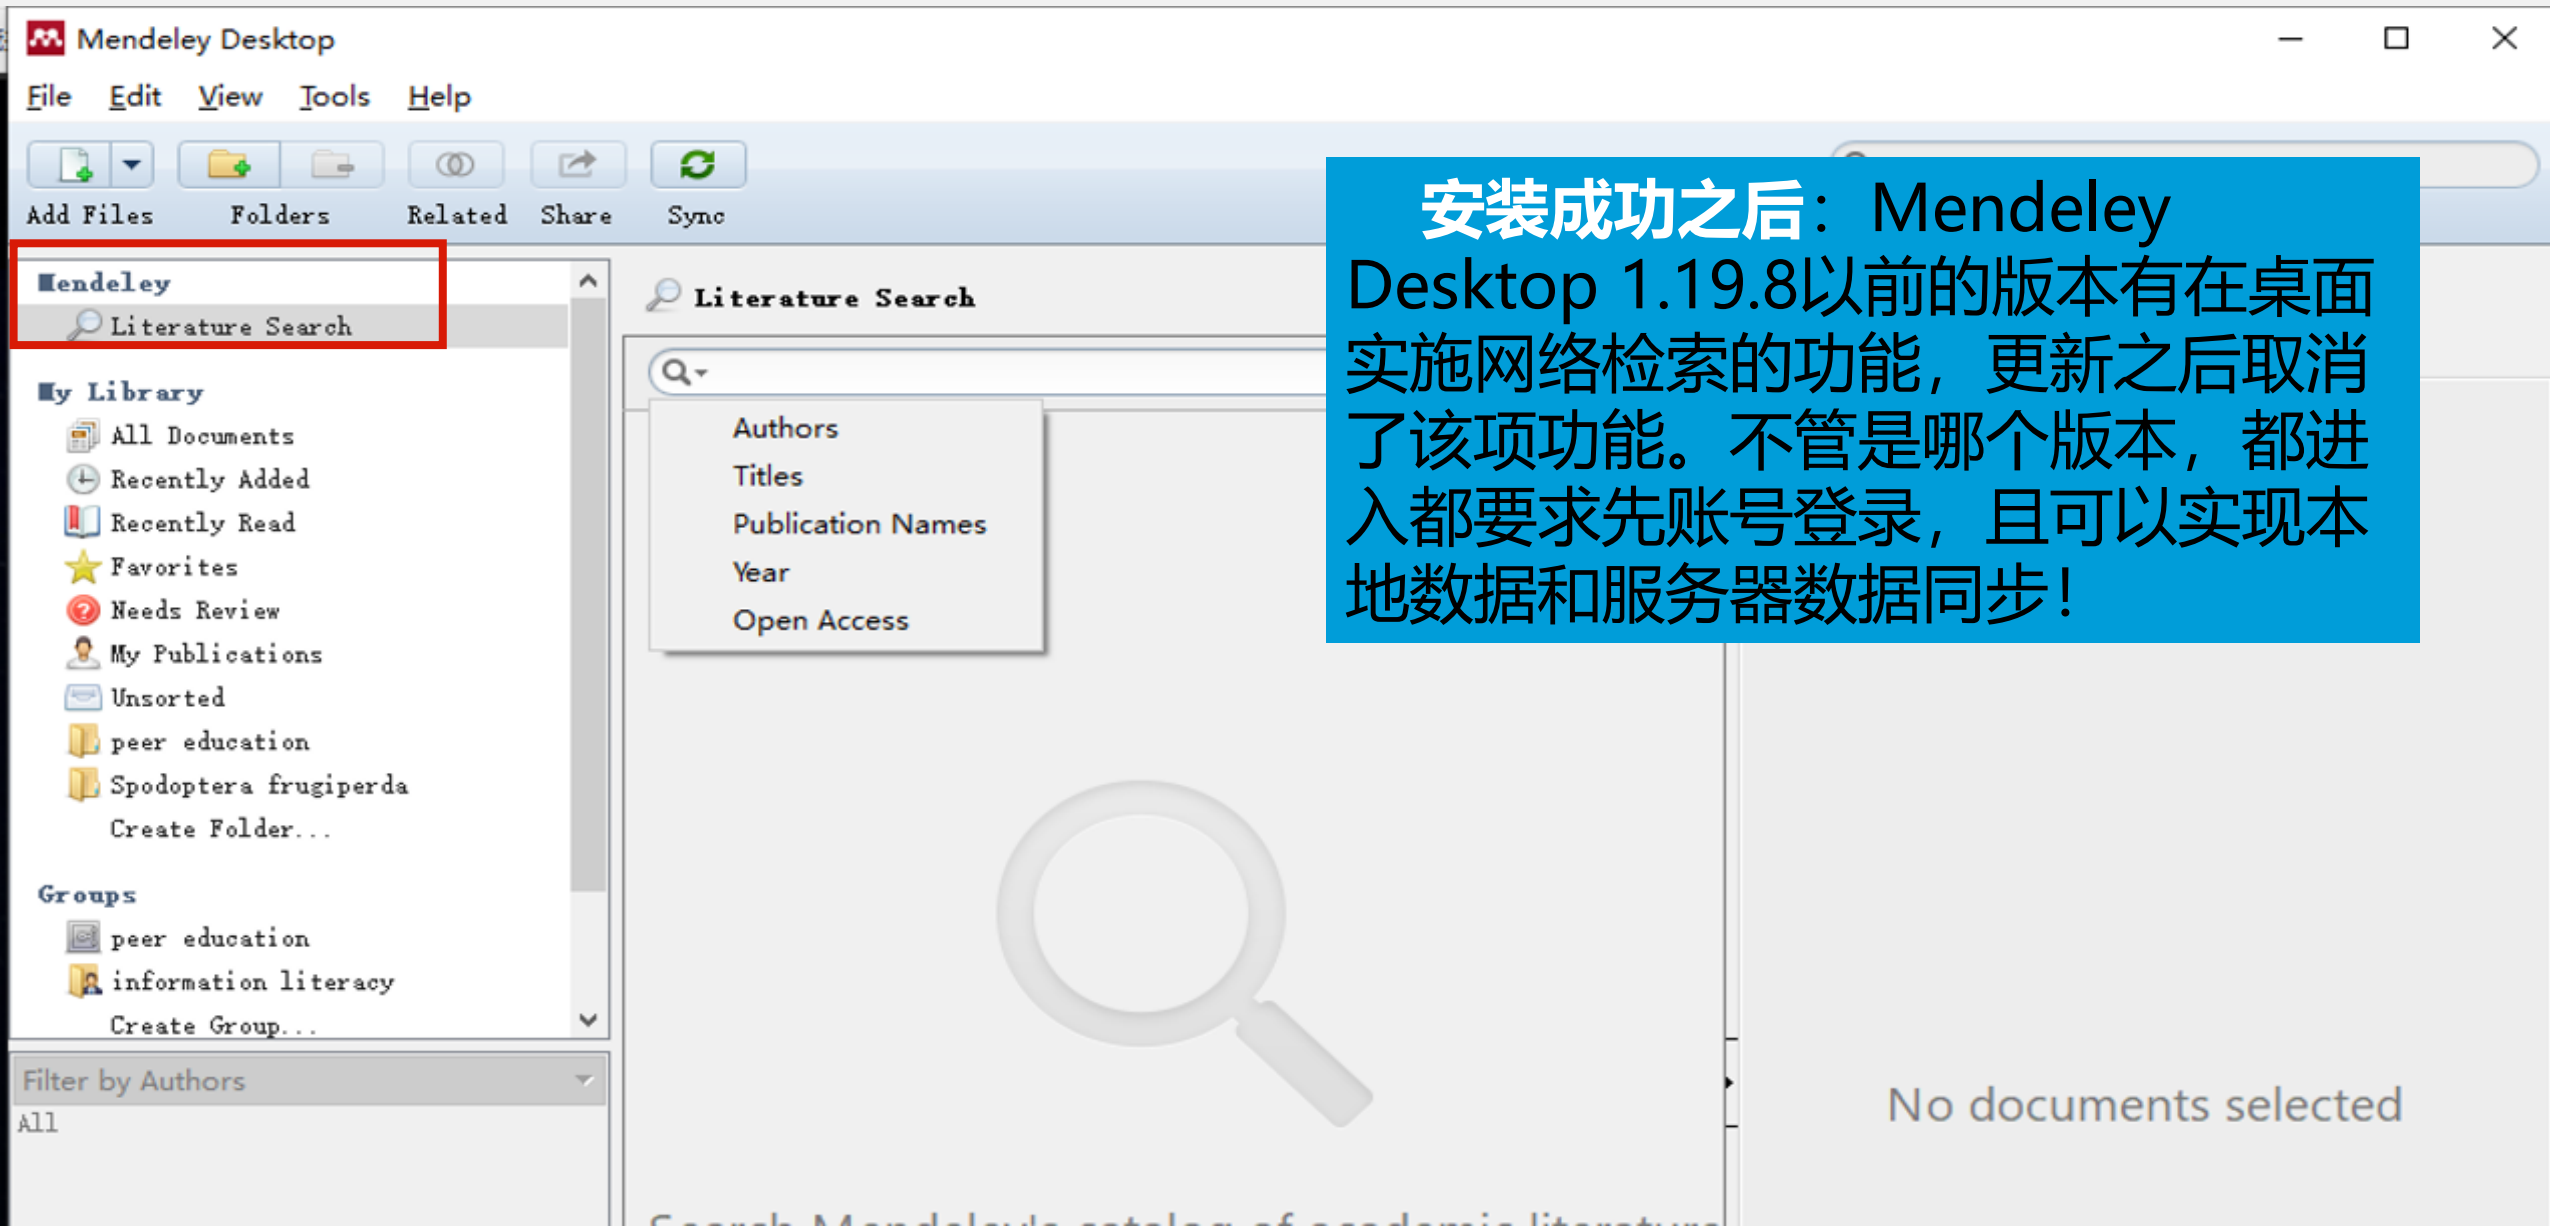 Mendeley Desktop
File Edit View Tools Help
Add Files Folders Related Share Sync
Mendeley
Literature Search
My Library
All Documents
Recently Added
Recently Read
Favorites
Needs Review
My Publications
Unsorted
peer education
Spodoptera frugiperda
Create Folder...
Groups
peer education
information literacy
Create Group...
Filter by Authors
All
Literature Search
Authors
Titles
Publication Names
Year
Open Access
安装成功之后：Mendeley
Desktop 1.19.8以前的版本有在桌面
实施网络检索的功能，更新之后取消
了该项功能。不管是哪个版本，都进
入都要求先账号登录，且可以实现本
地数据和服务器数据同步！
No documents selected
Search Mendeley's catalog of academic literature